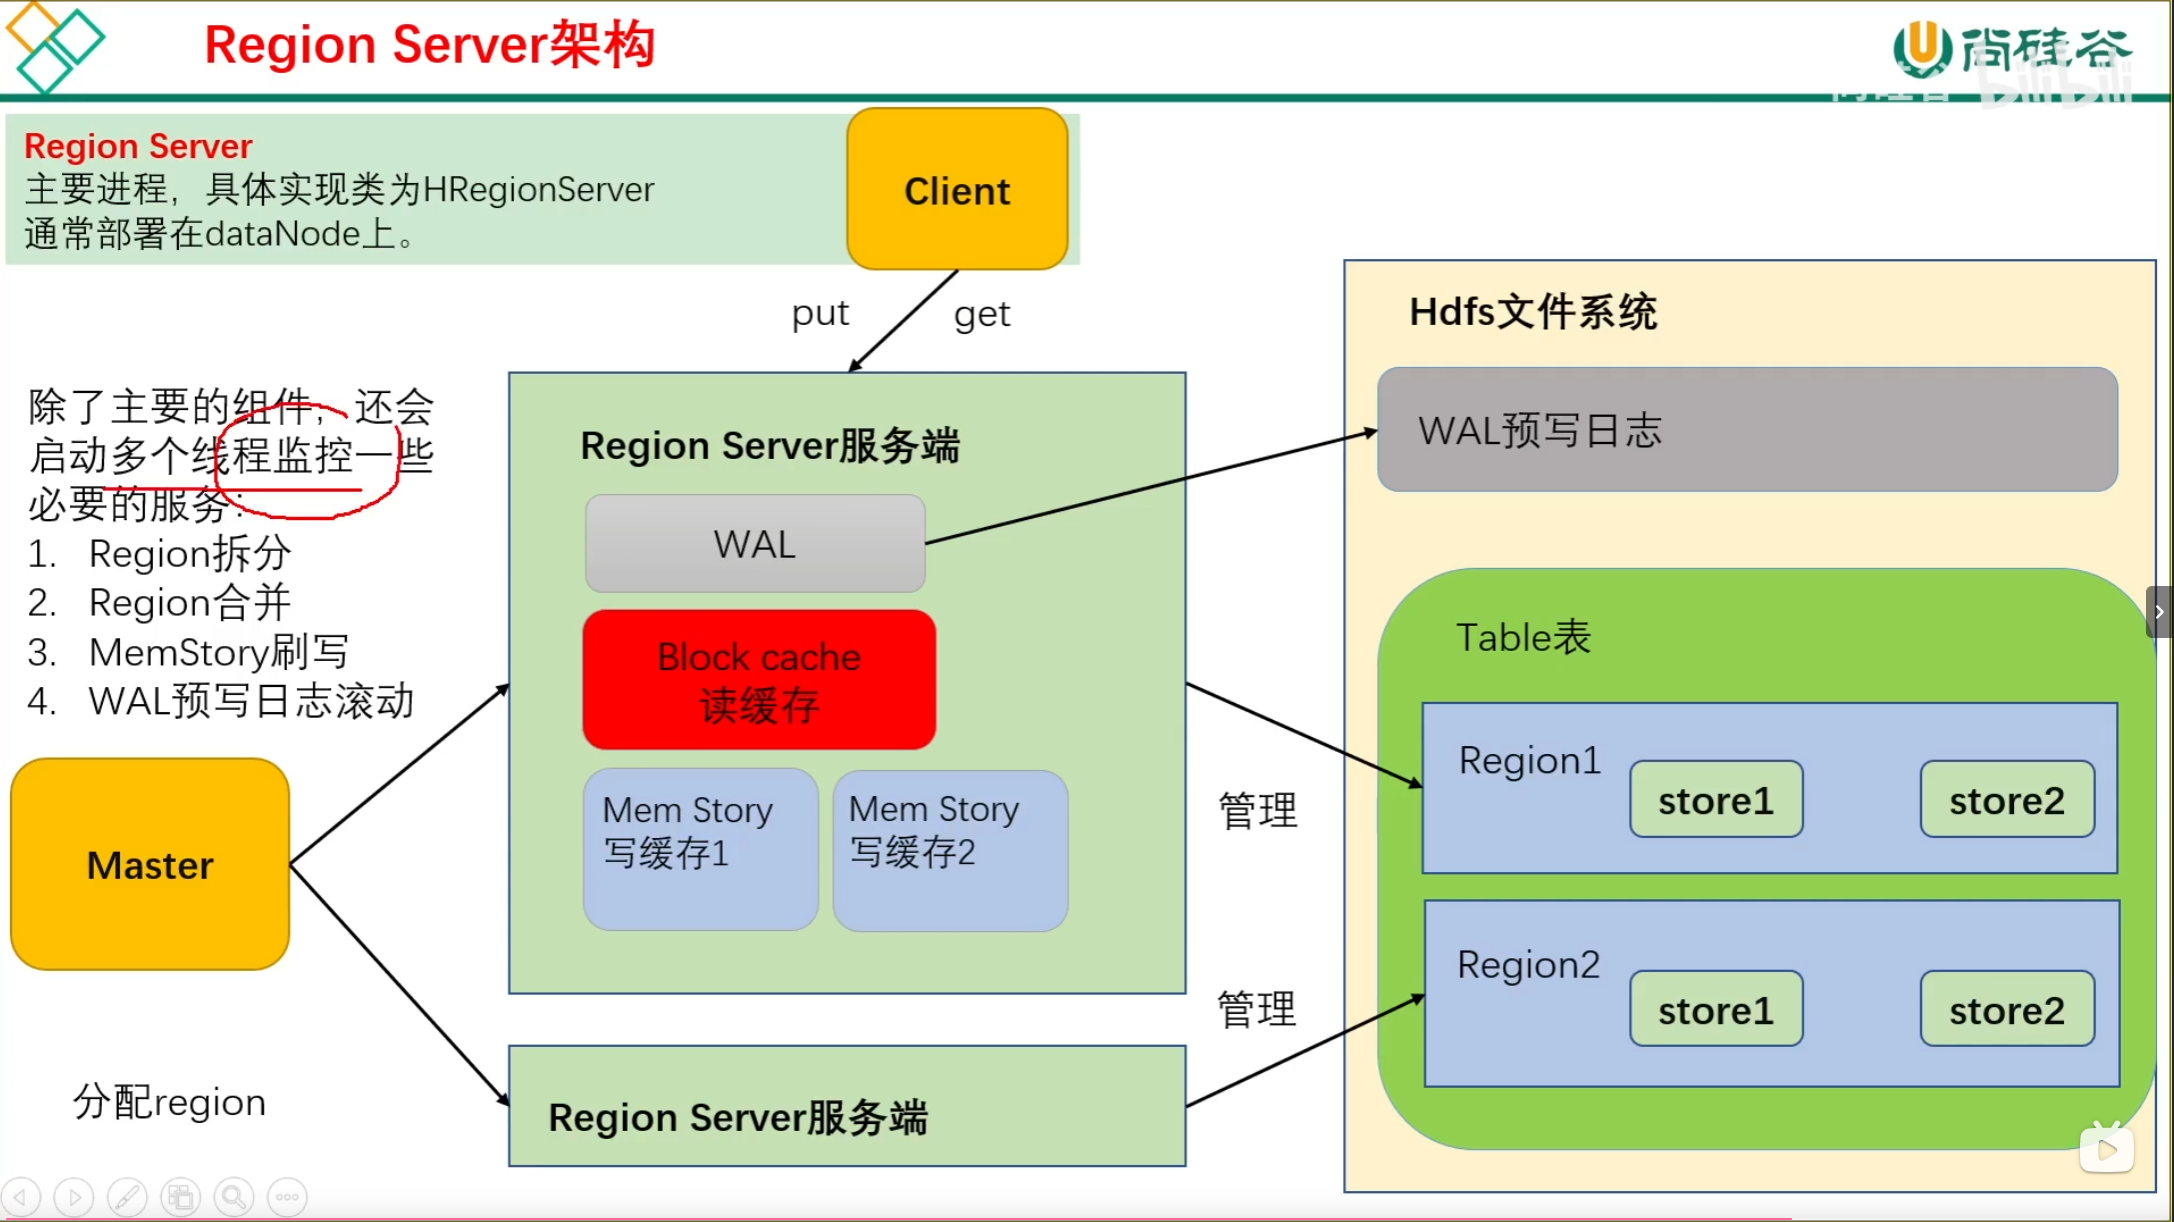 Region Server架构
尚硅谷
Region Server
主要进程，具体实现类为HRegionServer
通常部署在dataNode上。
Client
put
get
除了主要的组件，还会
启动多个线程监控一些
必要的服务：
1. Region拆分
2. Region合并
3. MemStory刷写
4. WAL预写日志滚动
Master
分配region
Region Server服务端
WAL
Block cache
读缓存
Mem Story
写缓存1
Mem Story
写缓存2
Region Server服务端
管理
管理
Hdfs文件系统
WAL预写日志
Table表
Region1
store1
store2
Region2
store1
store2